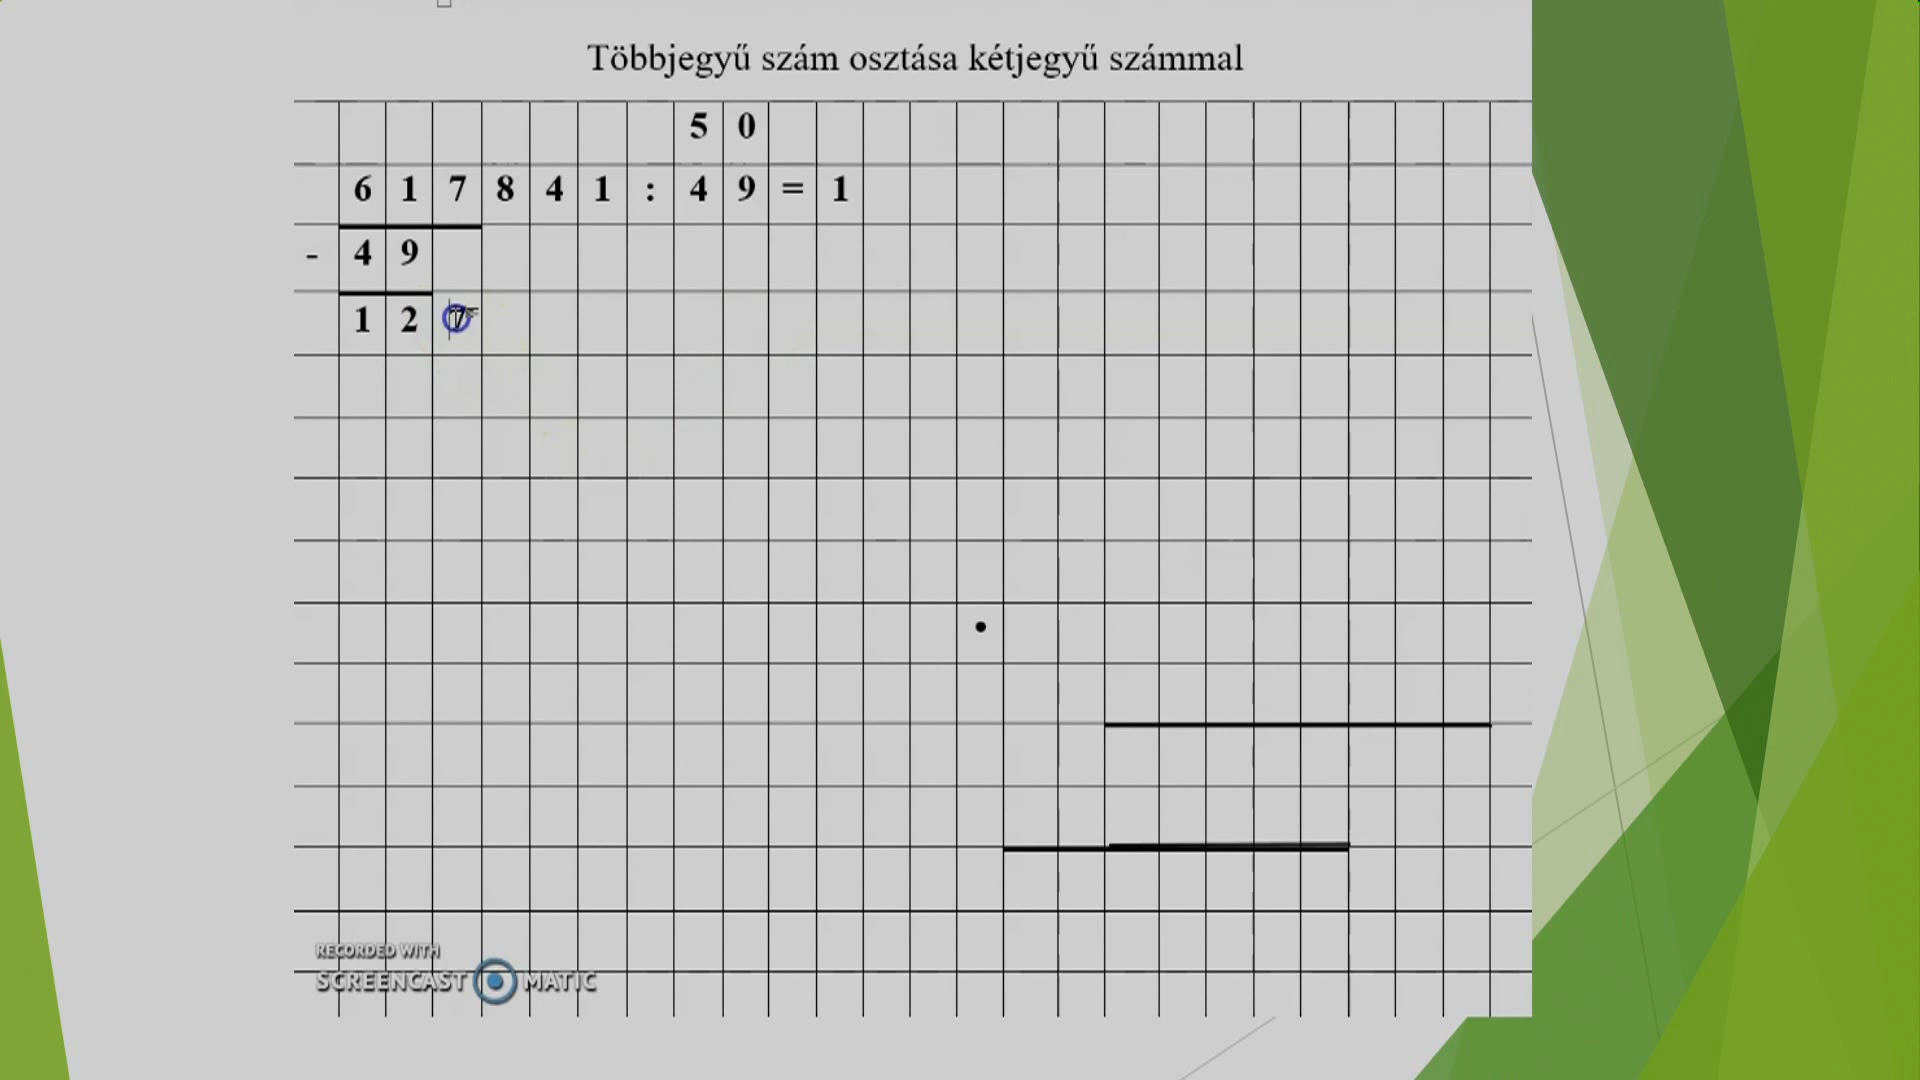 Többjegyű szám osztása kétjegyű számmal
5 0
6 1 7 8 4 1 : 4 9 = 1
- 4 9
1 2 7
RECORDED WITH
SCREENCAST MATIC